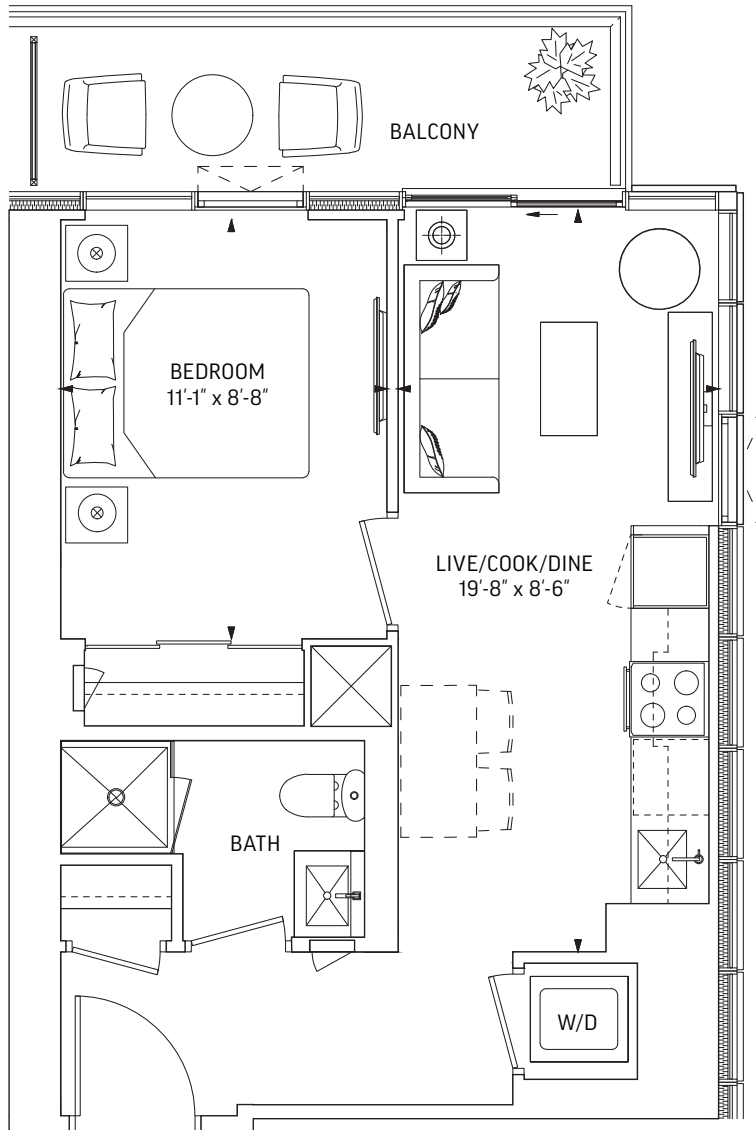 BALCONY
BEDROOM
11'-1" x 8'-8"
LIVE/COOK/DINE
19'-8" x 8'-6"
BATH
W/D